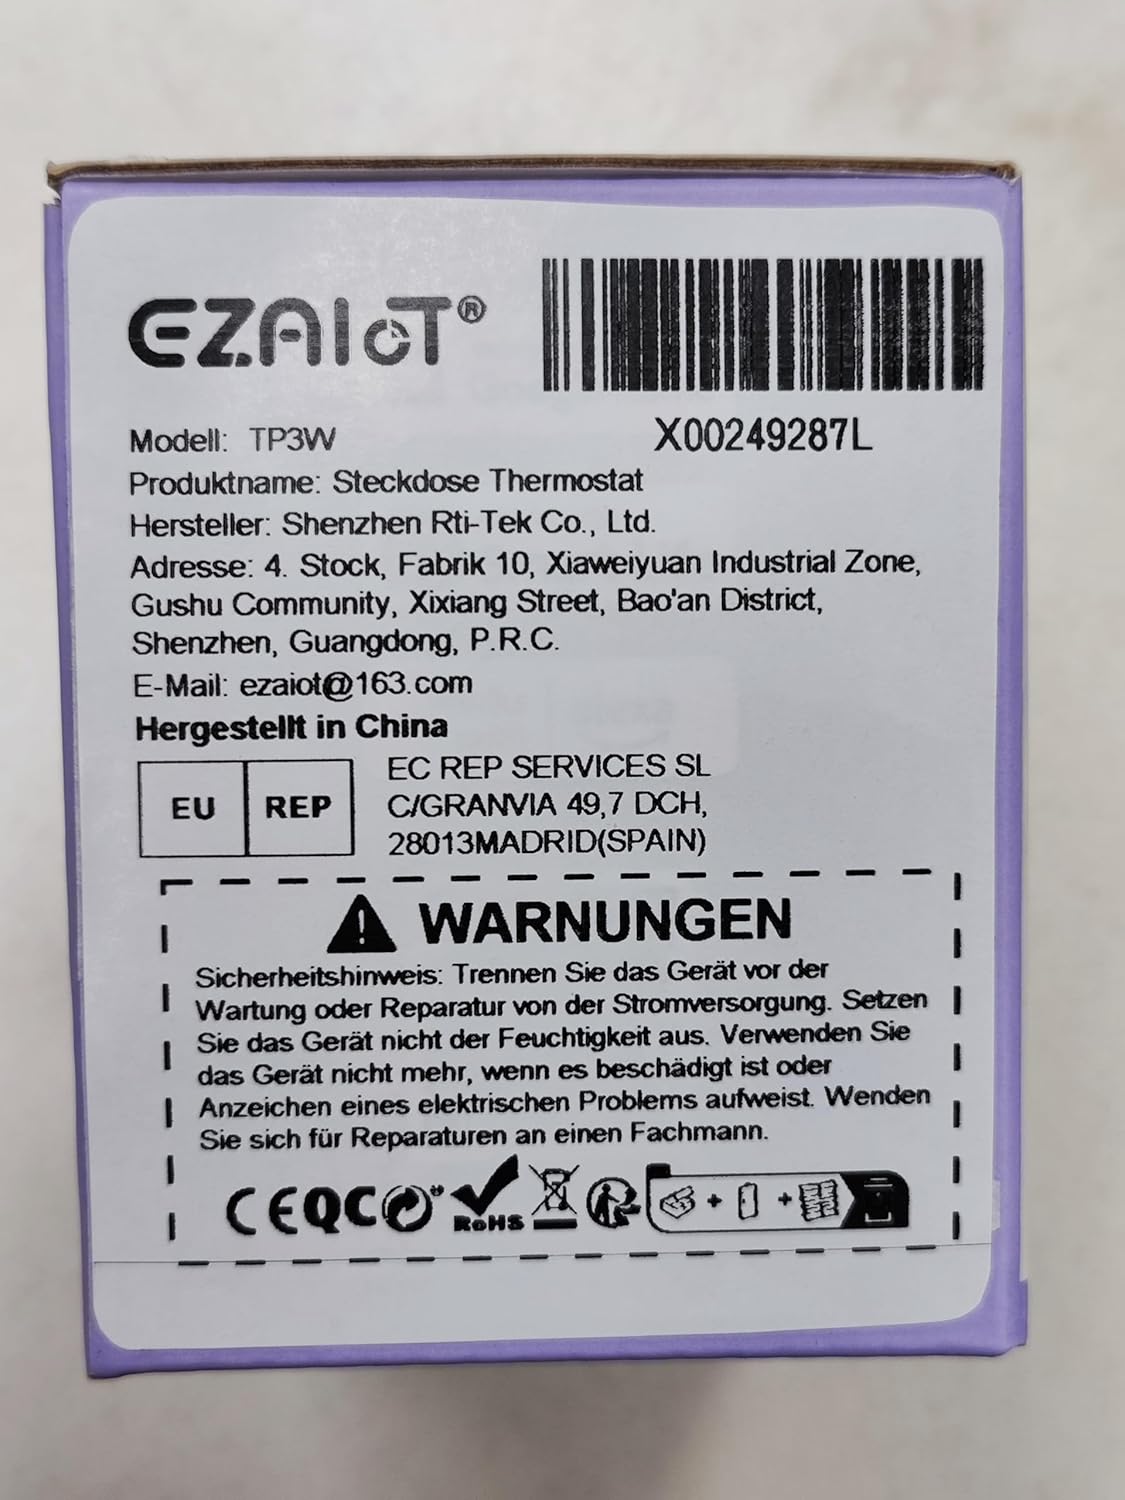 EZAIoT®
X00249287L
Modell: TP3W
Produktname: Steckdose Thermostat
Hersteller: Shenzhen Rti-Tek Co., Ltd.
Adresse: 4. Stock, Fabrik 10, Xiaweiyuan Industrial Zone,
Gushu Community, Xixiang Street, Bao'an District,
Shenzhen, Guangdong, P.R.C.
E-Mail: ezaiot@163.com
Hergestellt in China
EU REP
EC REP SERVICES SL
C/GRANVIA 49,7 DCH,
28013MADRID(SPAIN)
WARNUNGEN
Sicherheitshinweis: Trennen Sie das Gerät vor der
Wartung oder Reparatur von der Stromversorgung. Setzen
Sie das Gerät nicht der Feuchtigkeit aus. Verwenden Sie
das Gerät nicht mehr, wenn es beschädigt ist oder
Anzeichen eines elektrischen Problems aufweist. Wenden
Sie sich für Reparaturen an einen Fachmann.
CE QC RoHS